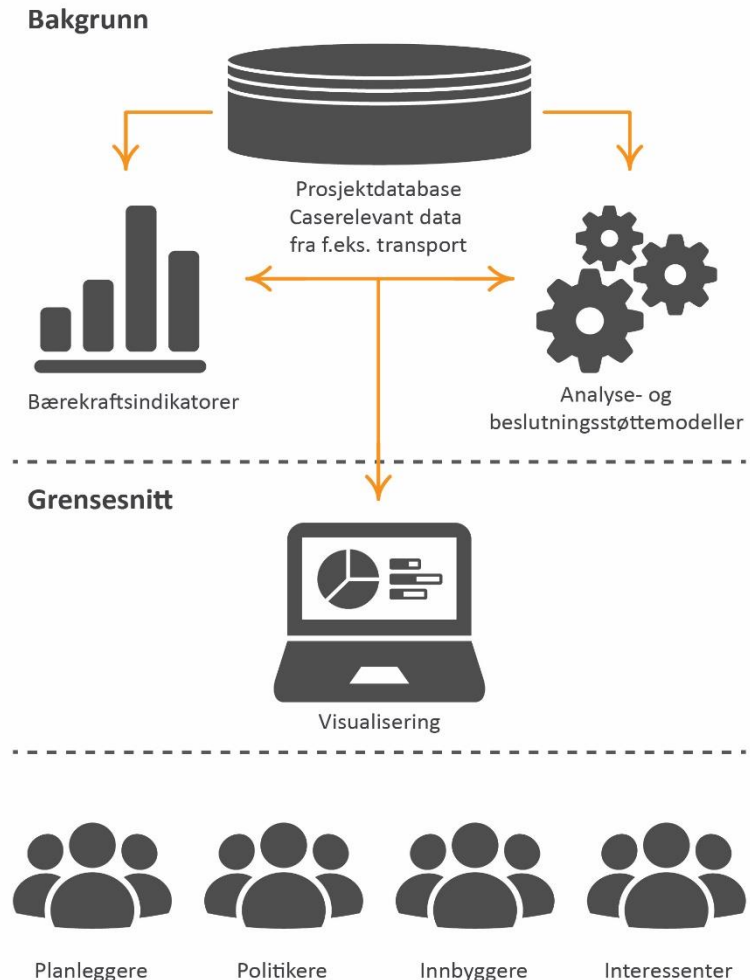 Bakgrunn
Prosjektdatabase
Caserelevant data
fra f.eks. transport
Bærekraftsindikatorer
Analyse- og
beslutningsstøttemodeller
Grensesnitt
Visualisering
Planleggere
Politikere
Innbyggere
Interessenter